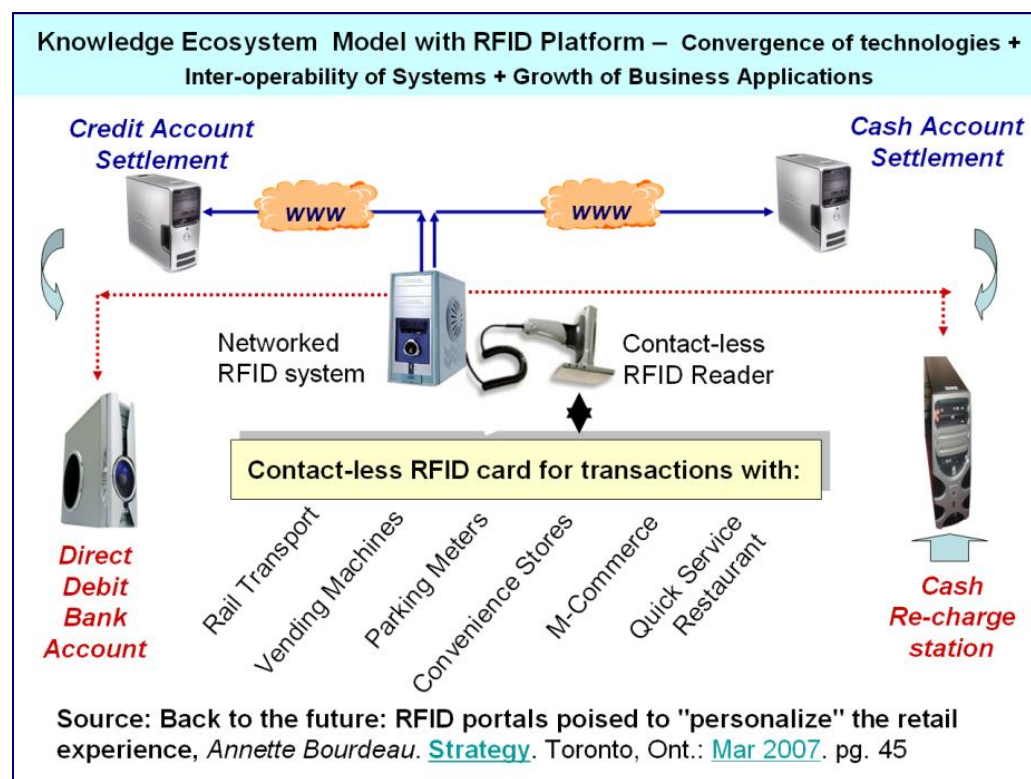 Knowledge Ecosystem Model with RFID Platform – Convergence of technologies +
Inter-operability of Systems + Growth of Business Applications
Credit Account
Settlement
Cash Account
Settlement
WWW
WWW
Networked
RFID system
Contact-less
RFID Reader
Contact-less RFID card for transactions with:
Rail Transport
Vending Machines
Parking Meters
Convenience Stores
M-Commerce
Quick Service
Restaurant
Direct
Debit
Bank
Account
Cash
Re-charge
station
Source: Back to the future: RFID portals poised to "personalize" the retail
experience, Annette Bourdeau. Strategy. Toronto, Ont.: Mar 2007. pg. 45